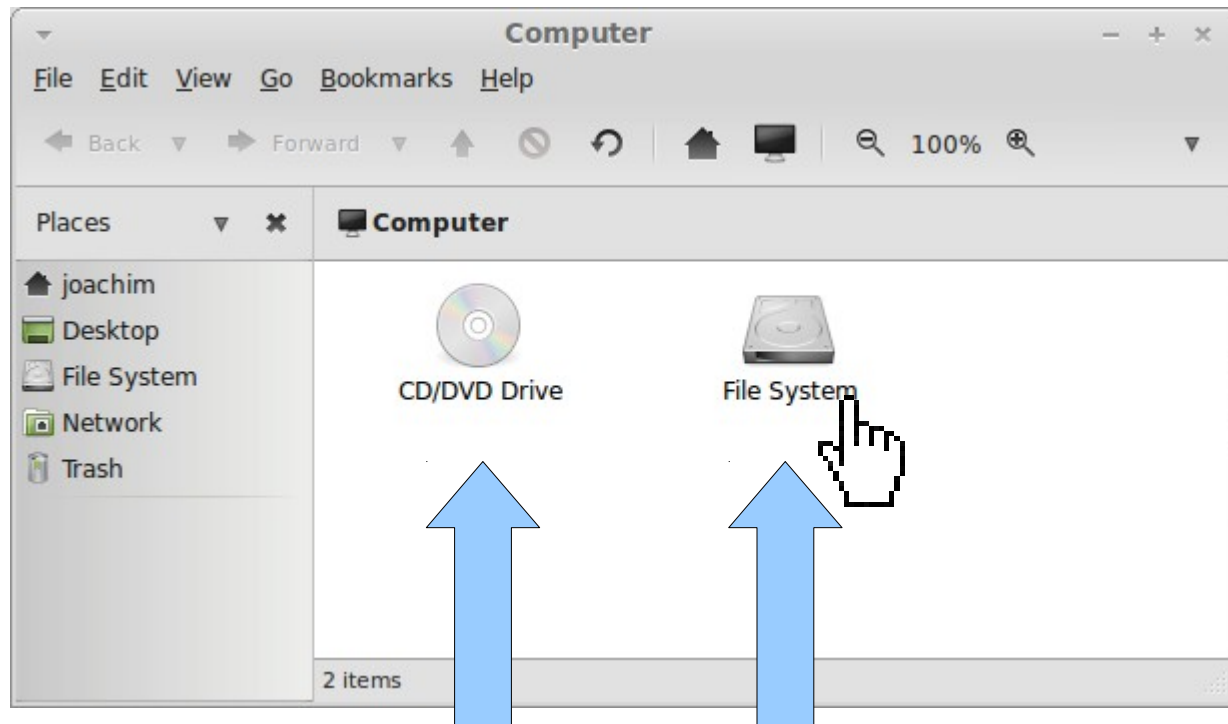 Computer
File Edit View Go Bookmarks Help
Back Forward 100%
Places Computer
joachim
Desktop
File System
Network
Trash
CD/DVD Drive File System
2 items